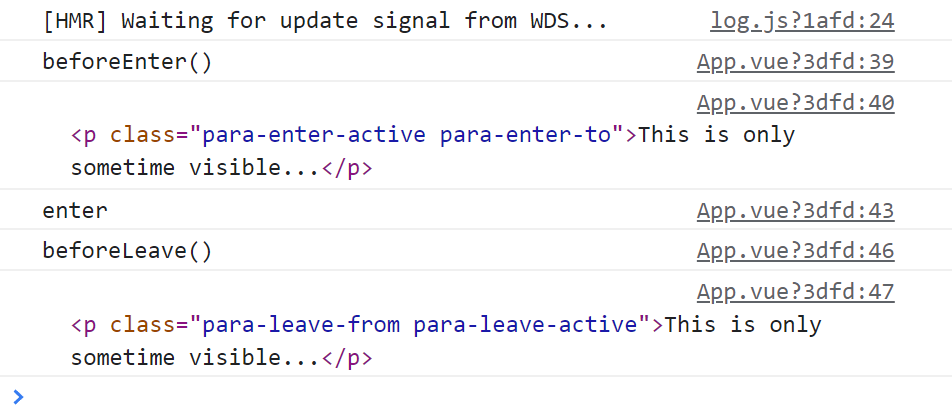 [HMR] Waiting for update signal from WDS... log.js?1afd:24
beforeEnter() App.vue?3dfd:39
App.vue?3dfd:40
<p class="para-enter-active para-enter-to">This is only
sometime visible...</p>
enter App.vue?3dfd:43
beforeLeave() App.vue?3dfd:46
App.vue?3dfd:47
<p class="para-leave-from para-leave-active">This is only
sometime visible...</p>
>